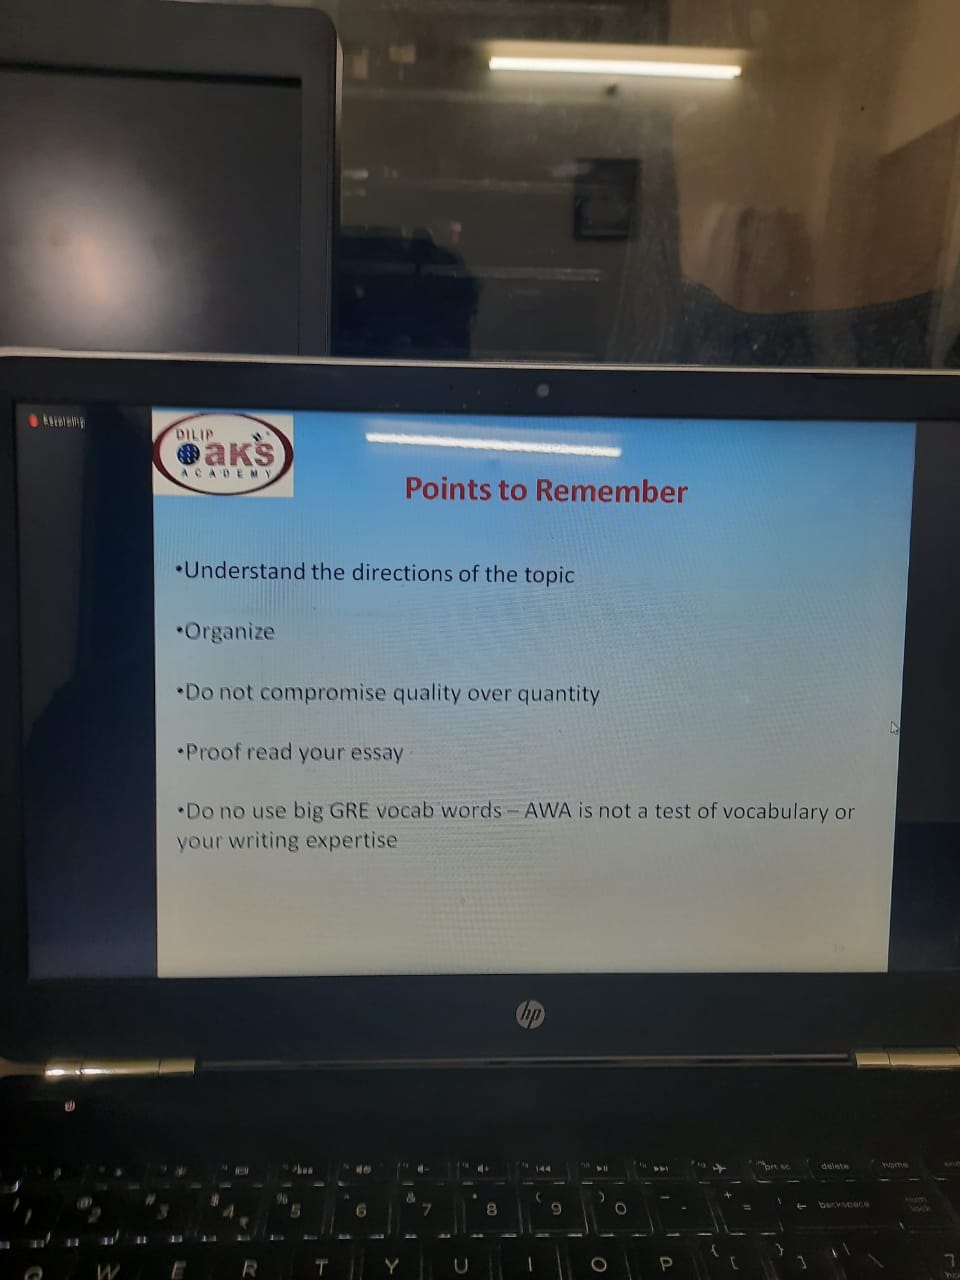 DILIP
OAKS
ACADEMY
Points to Remember
•Understand the directions of the topic
•Organize
•Do not compromise quality over quantity
•Proof read your essay
•Do no use big GRE vocab words – AWA is not a test of vocabulary or
your writing expertise
hp
prt sc delete home
$ % ^ & * ( ) _ +
2 3 4 5 6 7 8 9 0 - = ← backspace num lock
W E R T Y U I O P { [ } ] | \ 7